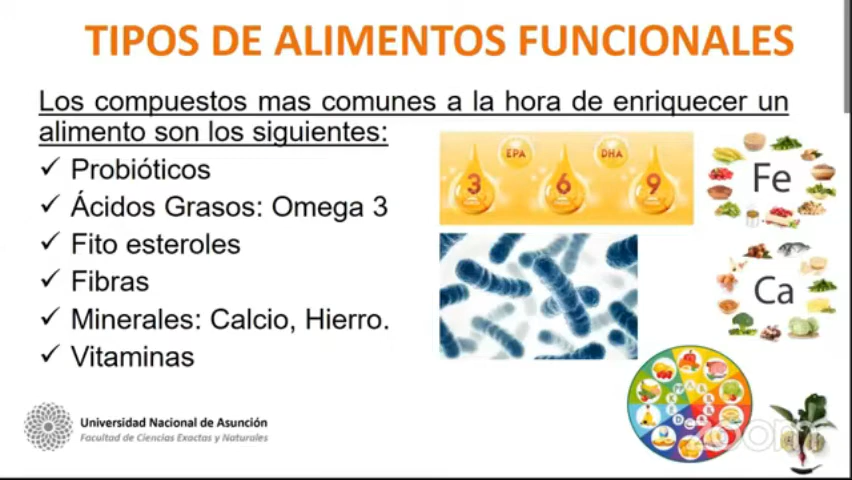 TIPOS DE ALIMENTOS FUNCIONALES
Los compuestos mas comunes a la hora de enriquecer un
alimento son los siguientes:
✓ Probióticos
✓ Ácidos Grasos: Omega 3
✓ Fito esteroles
✓ Fibras
✓ Minerales: Calcio, Hierro.
✓ Vitaminas
EPA
DHA
3
6
9
Fe
Ca
Universidad Nacional de Asunción
Facultad de Ciencias Exactas y Naturales
zoom